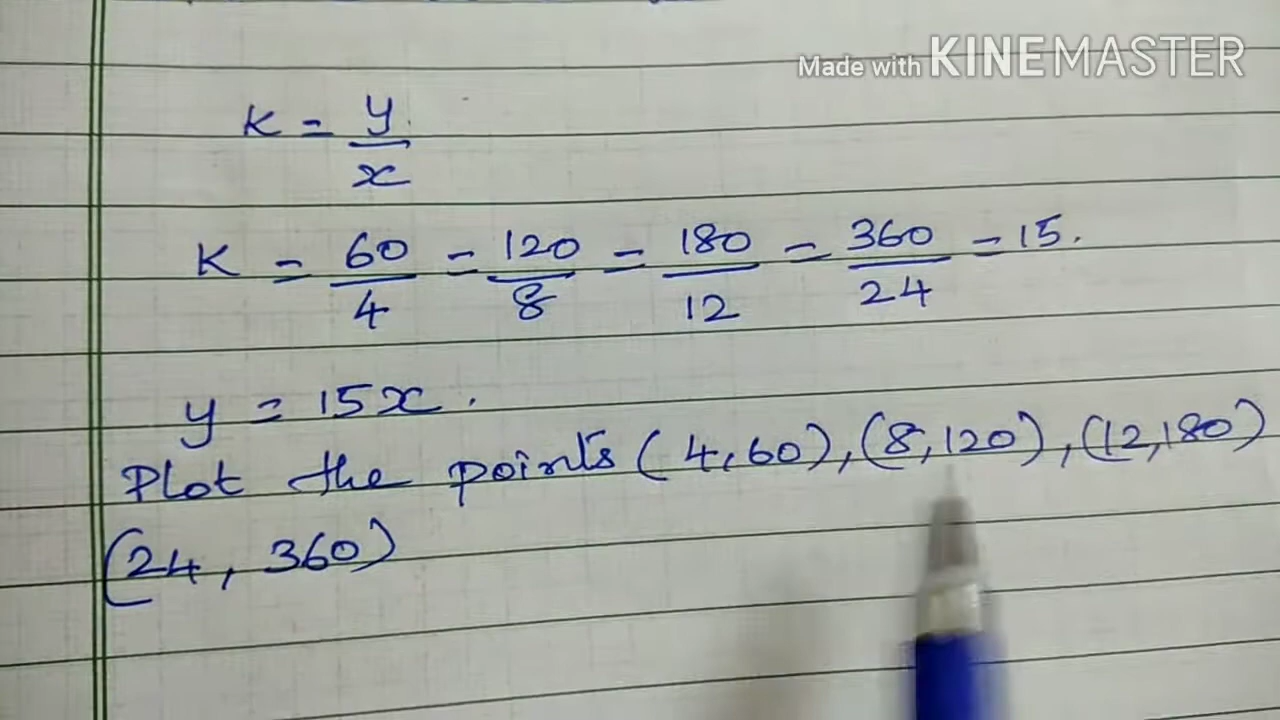 Made with KINEMASTER
K = y/x
K = 60/4 = 120/8 = 180/12 = 360/24 = 15.
y = 15x.
Plot the points (4,60), (8,120), (12,180)
(24, 360)